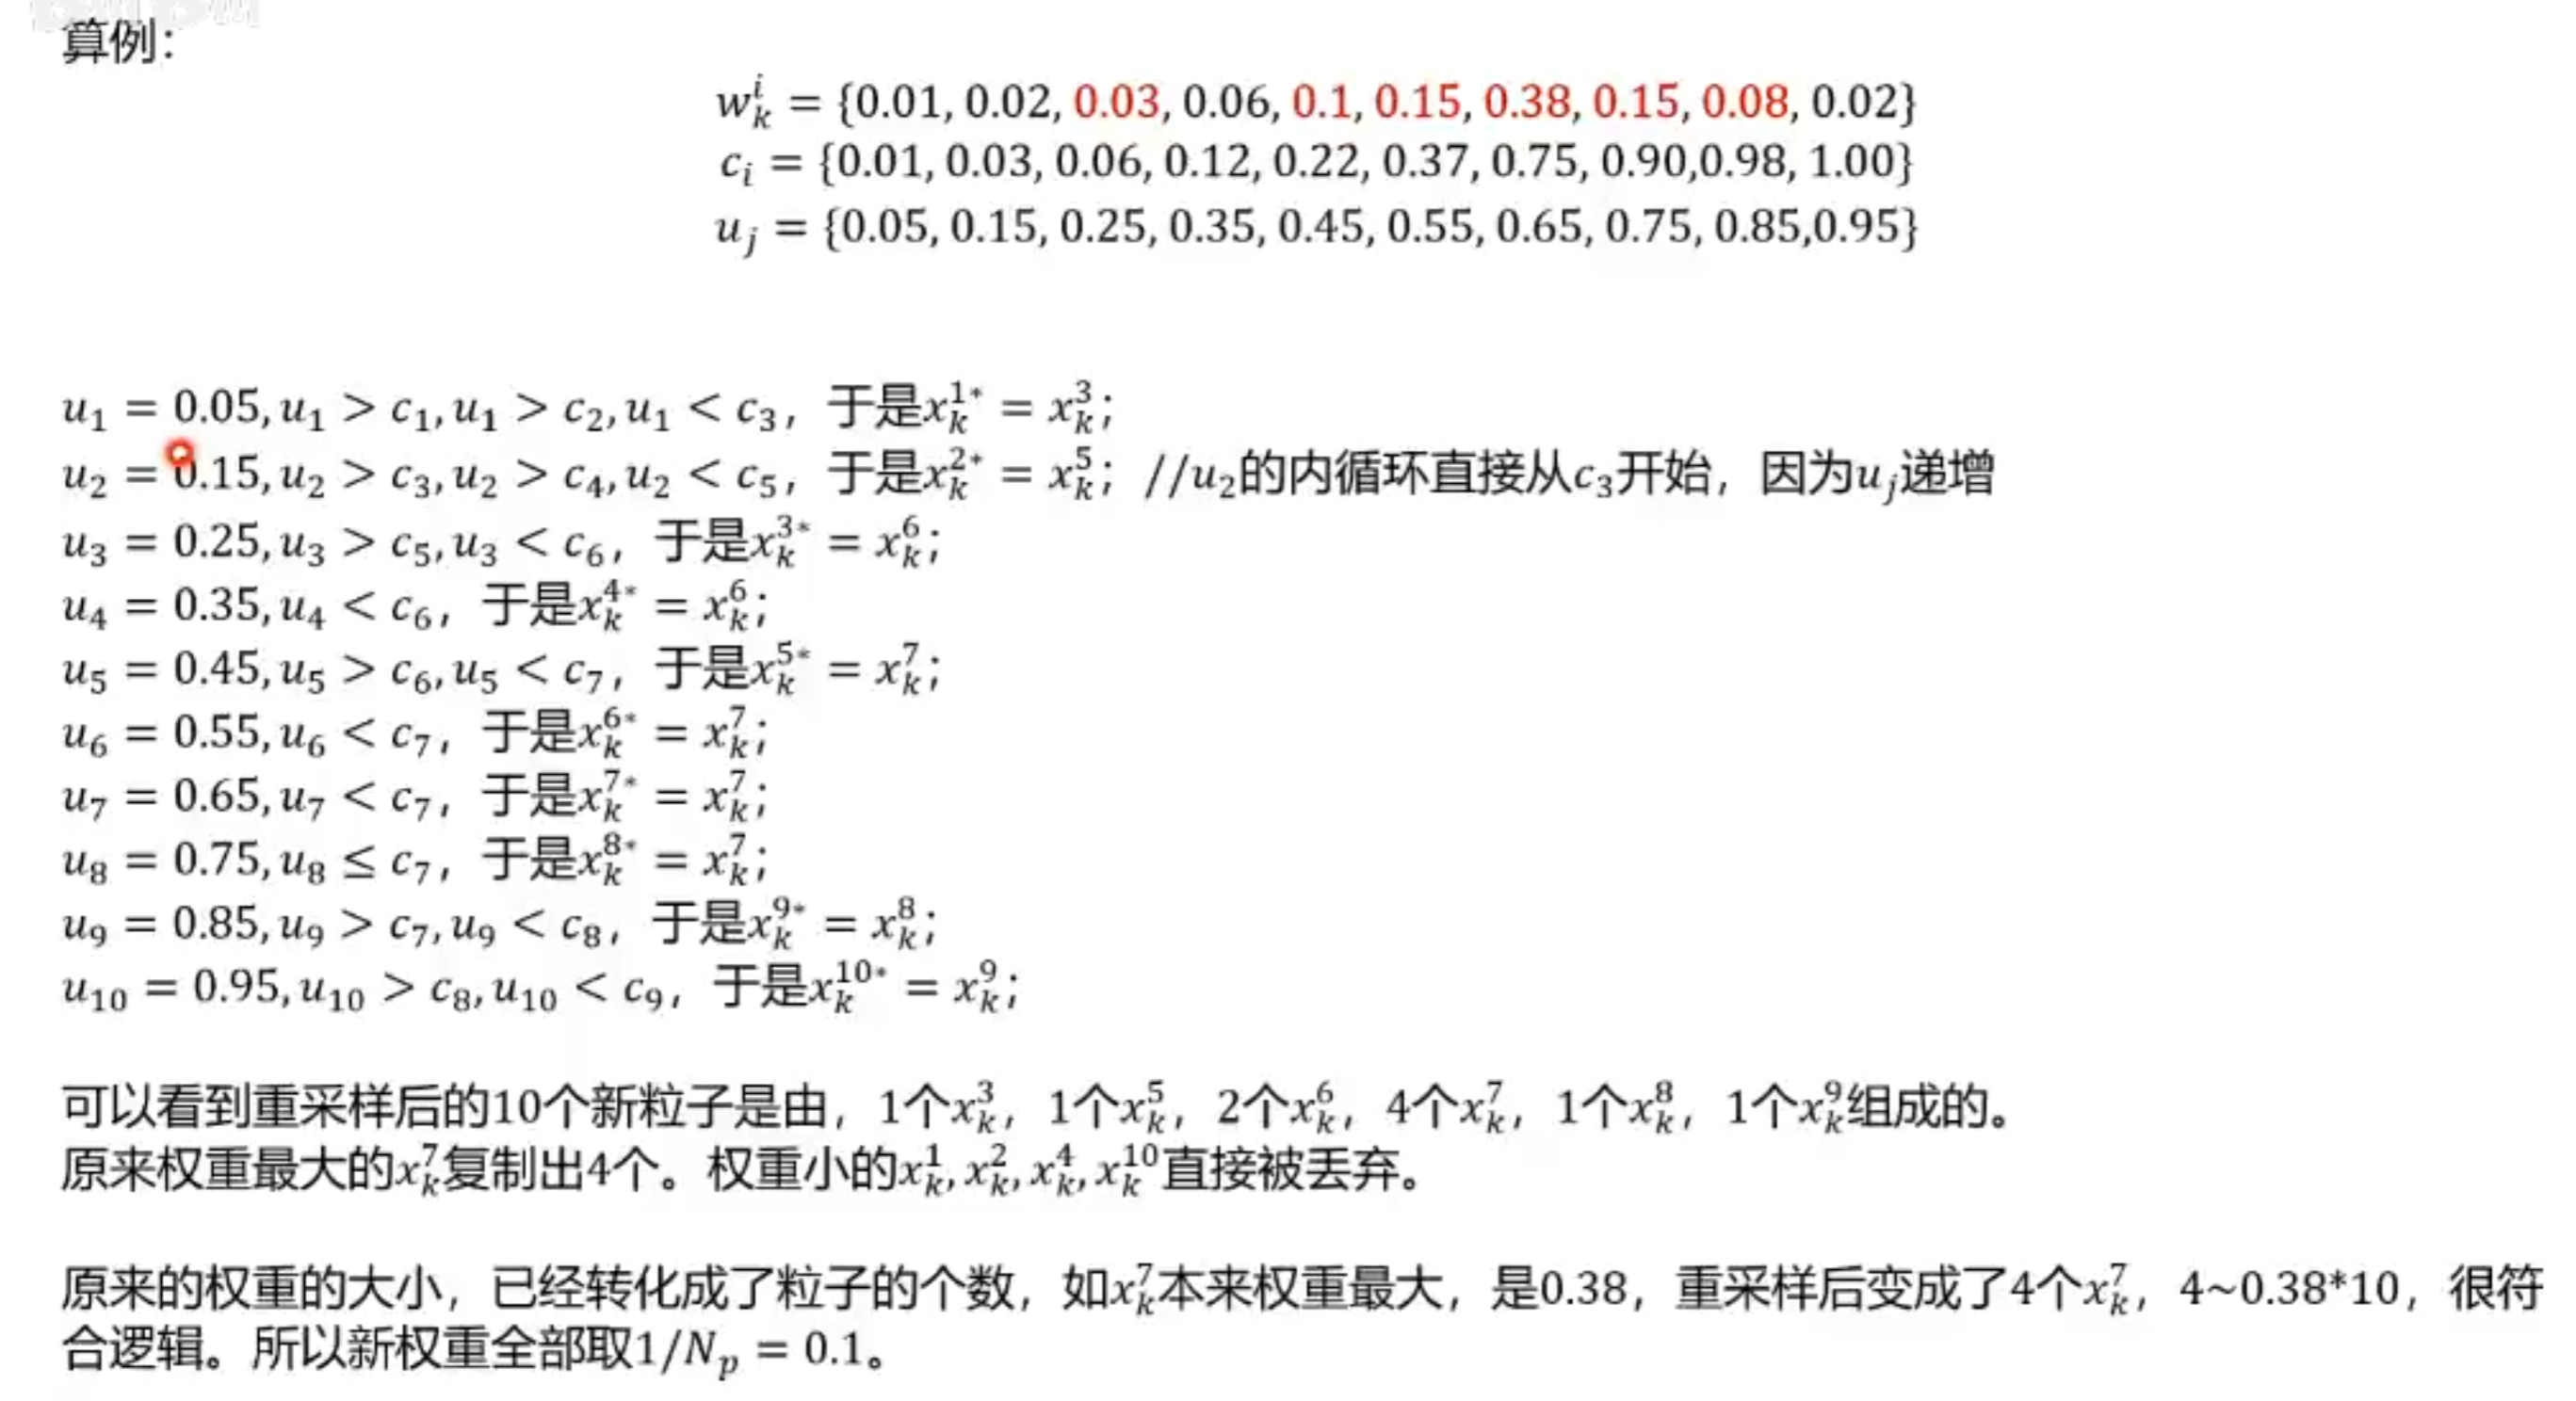 算例：
$w_k^i = \{0.01, 0.02, 0.03, 0.06, 0.1, 0.15, 0.38, 0.15, 0.08, 0.02\}$
$c_i = \{0.01, 0.03, 0.06, 0.12, 0.22, 0.37, 0.75, 0.90,0.98, 1.00\}$
$u_j = \{0.05, 0.15, 0.25, 0.35, 0.45, 0.55, 0.65, 0.75, 0.85,0.95\}$
$u_1 = 0.05, u_1 > c_1, u_1 > c_2, u_1 < c_3$，于是$x_k^{1*} = x_k^3$;
$u_2 = 0.15, u_2 > c_3, u_2 > c_4, u_2 < c_5$，于是$x_k^{2*} = x_k^5$; //$u_2$的内循环直接从$c_3$开始，因为$u_j$递增
$u_3 = 0.25, u_3 > c_5, u_3 < c_6$，于是$x_k^{3*} = x_k^6$;
$u_4 = 0.35, u_4 < c_6$，于是$x_k^{4*} = x_k^6$;
$u_5 = 0.45, u_5 > c_6, u_5 < c_7$，于是$x_k^{5*} = x_k^7$;
$u_6 = 0.55, u_6 < c_7$，于是$x_k^{6*} = x_k^7$;
$u_7 = 0.65, u_7 < c_7$，于是$x_k^{7*} = x_k^7$;
$u_8 = 0.75, u_8 \leq c_7$，于是$x_k^{8*} = x_k^7$;
$u_9 = 0.85, u_9 > c_7, u_9 < c_8$，于是$x_k^{9*} = x_k^8$;
$u_{10} = 0.95, u_{10} > c_8, u_{10} < c_9$，于是$x_k^{10*} = x_k^9$;
可以看到重采样后的10个新粒子是由，1个$x_k^3$，1个$x_k^5$，2个$x_k^6$，4个$x_k^7$，1个$x_k^8$，1个$x_k^9$组成的。
原来权重最大的$x_k^7$复制出4个。权重小的$x_k^1, x_k^2, x_k^4, x_k^{10}$直接被丢弃。
原来的权重的大小，已经转化成了粒子的个数，如$x_k^7$本来权重最大，是0.38，重采样后变成了4个$x_k^7$，4~0.38*10，很符
合逻辑。所以新权重全部取$1/N_p = 0.1$。